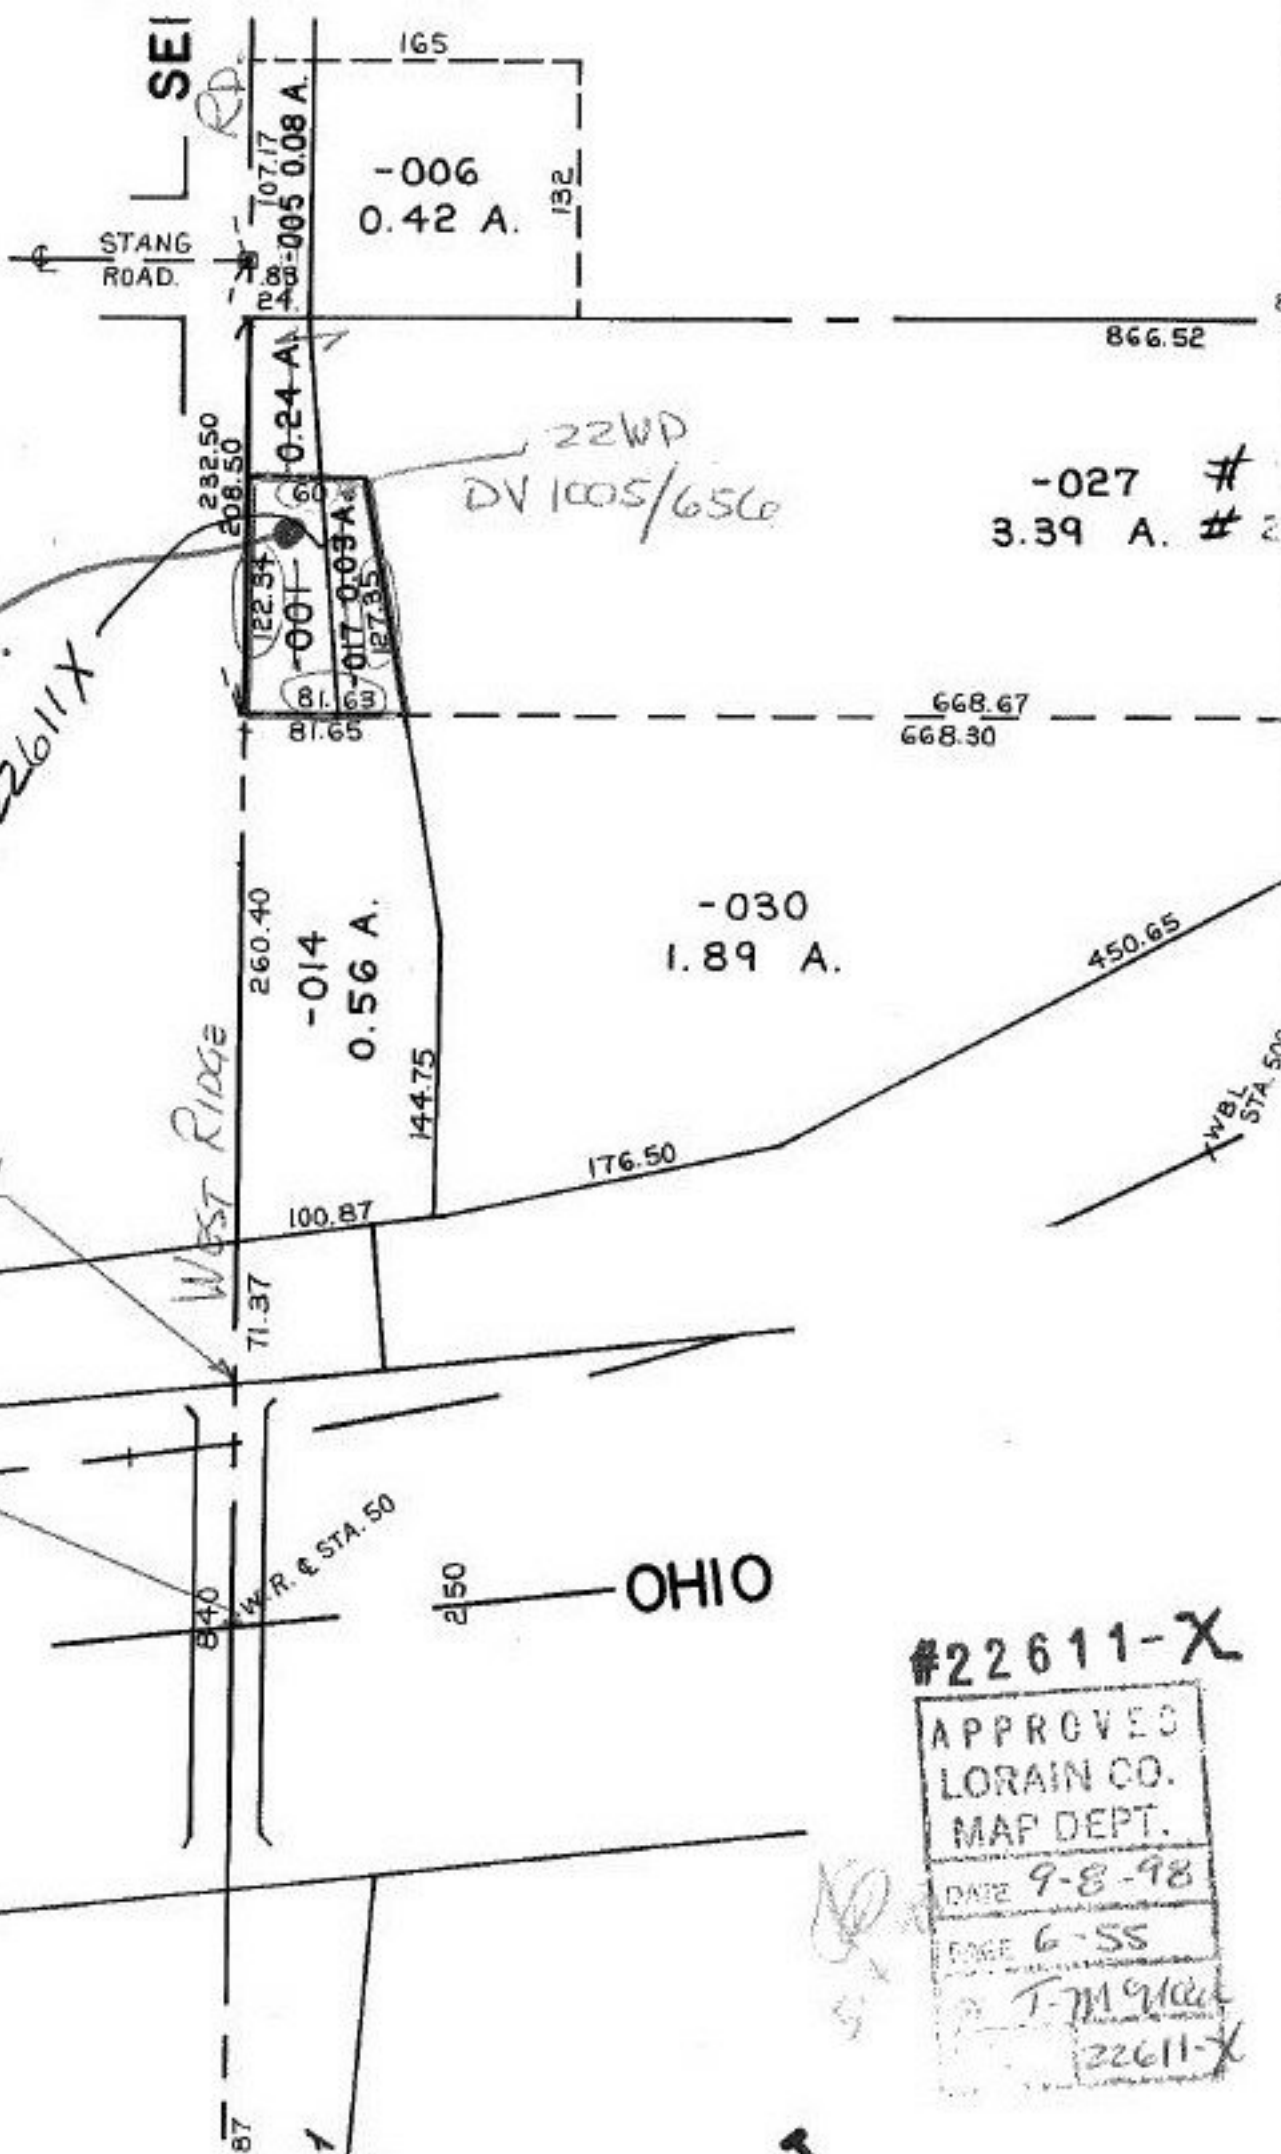 SE
RD.
165
107.17
-005 0.08 A.
-006
0.42 A.
132
STANG
ROAD.
.83
24.
866.52
0.24 A.
232.50
208.50
22WD
DV 1005/656
-027 #
3.39 A. #
60
122.34
-001
-017 0.03 A.
127.35
81.63
81.65
668.67
668.30
22611X
260.40
-014
0.56 A.
-030
1.89 A.
450.65
144.75
WEST RIDGE
176.50
WBL
STA. 50
100.87
71.37
W.R. ℄ STA. 50
840
250
OHIO
#22611-X
APPROVED
LORAIN CO.
MAP DEPT.
DATE 9-8-98
PAGE 6-55
22611-X
87